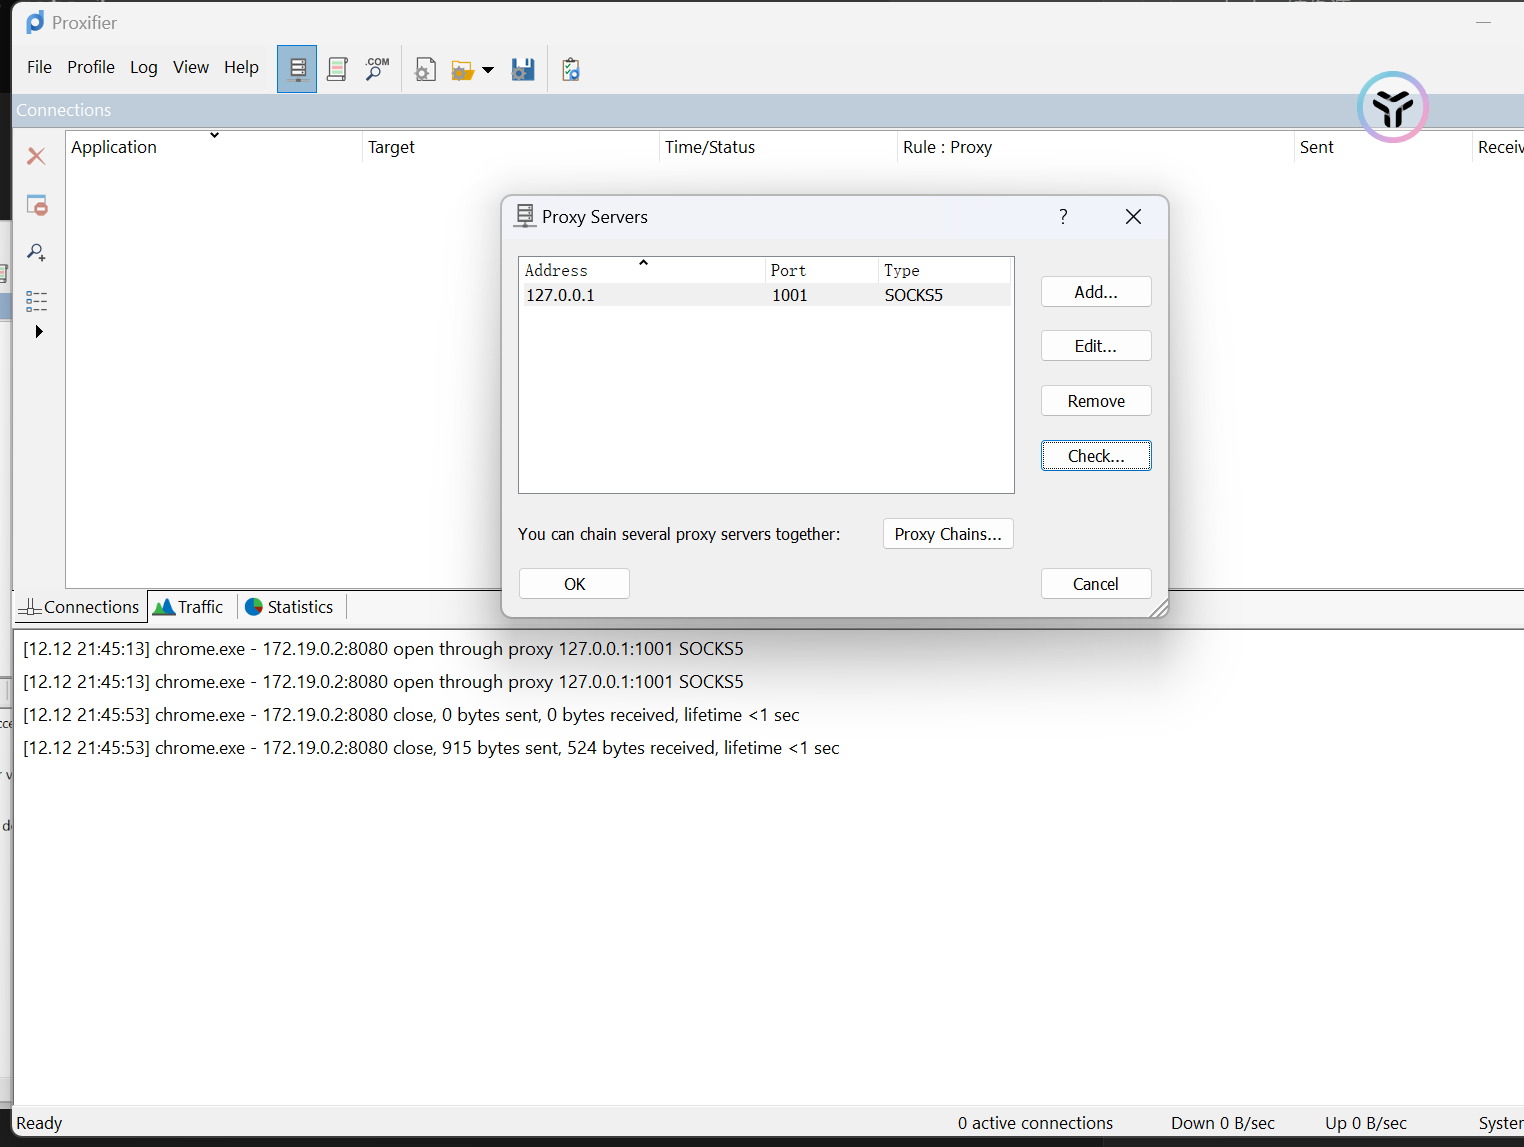 Proxifier
File Profile Log View Help
.COM
Connections
Application Target Time/Status Rule : Proxy Sent Receiv
Proxy Servers ?
Address Port Type
127.0.0.1 1001 SOCKS5
Add...
Edit...
Remove
Check...
You can chain several proxy servers together: Proxy Chains...
OK Cancel
Connections Traffic Statistics
[12.12 21:45:13] chrome.exe - 172.19.0.2:8080 open through proxy 127.0.0.1:1001 SOCKS5
[12.12 21:45:13] chrome.exe - 172.19.0.2:8080 open through proxy 127.0.0.1:1001 SOCKS5
[12.12 21:45:53] chrome.exe - 172.19.0.2:8080 close, 0 bytes sent, 0 bytes received, lifetime <1 sec
[12.12 21:45:53] chrome.exe - 172.19.0.2:8080 close, 915 bytes sent, 524 bytes received, lifetime <1 sec
Ready 0 active connections Down 0 B/sec Up 0 B/sec System